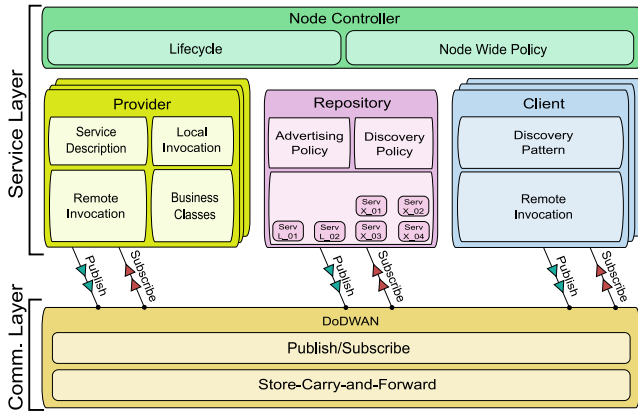 Node Controller
Lifecycle
Node Wide Policy
Service Layer
Provider
Service
Description
Local
Invocation
Remote
Invocation
Business
Classes
Repository
Advertising
Policy
Discovery
Policy
Serv
X_01
Serv
X_02
Serv
L_01
Serv
L_02
Serv
X_03
Serv
X_04
Client
Discovery
Pattern
Remote
Invocation
Publish
Subscribe
Publish
Subscribe
Publish
Subscribe
Comm. Layer
DoDWAN
Publish/Subscribe
Store-Carry-and-Forward